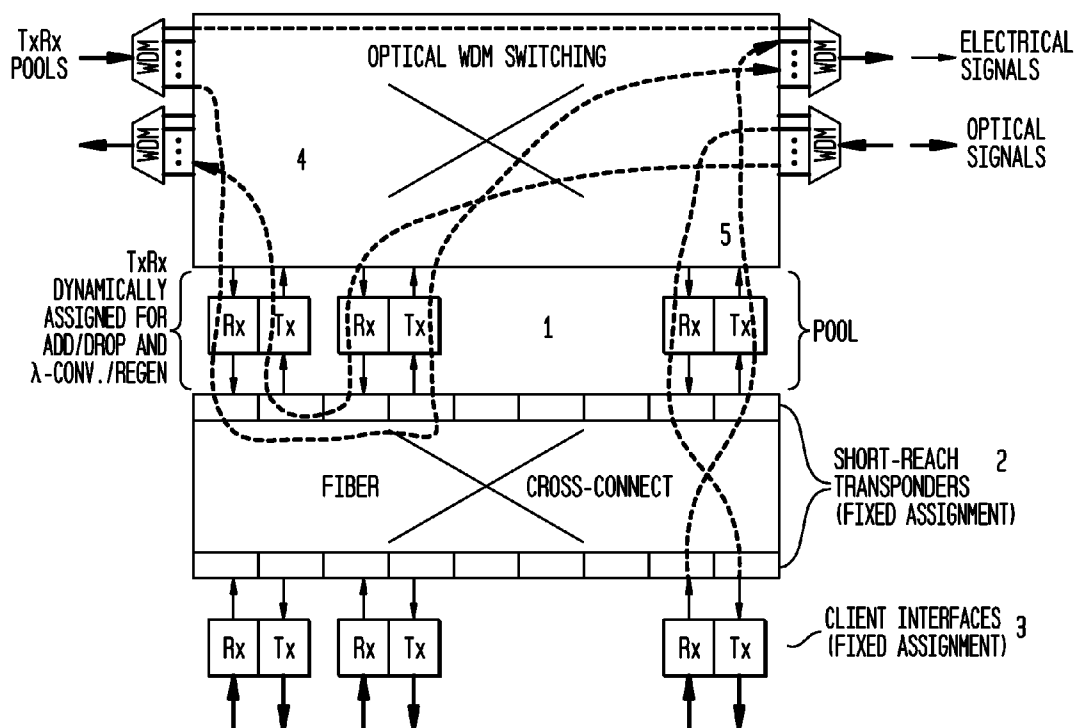 TxRx
POOLS
WDM
WDM
OPTICAL WDM SWITCHING
WDM
WDM
ELECTRICAL
SIGNALS
OPTICAL
SIGNALS
4
5
TxRx
DYNAMICALLY
ASSIGNED FOR
ADD/DROP AND
λ-CONV./REGEN
Rx Tx
Rx Tx
1
Rx Tx
POOL
FIBER CROSS-CONNECT
SHORT-REACH 2
TRANSPONDERS
(FIXED ASSIGNMENT)
Rx Tx
Rx Tx
Rx Tx
CLIENT INTERFACES 3
(FIXED ASSIGNMENT)